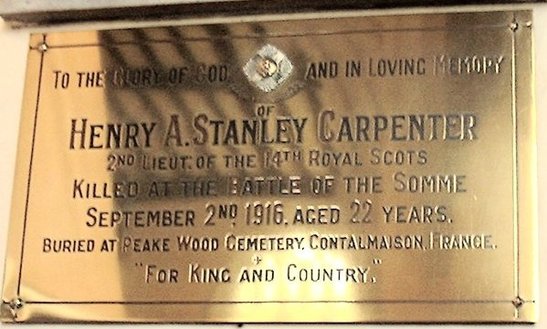 TO THE GLORY OF GOD AND IN LOVING MEMORY
OF
HENRY A. STANLEY CARPENTER
2ND LIEUT. OF THE 14TH ROYAL SCOTS
KILLED AT THE BATTLE OF THE SOMME
SEPTEMBER 2ND 1916. AGED 22 YEARS.
BURIED AT PEAKE WOOD CEMETERY, CONTALMAISON, FRANCE.
"FOR KING AND COUNTRY."